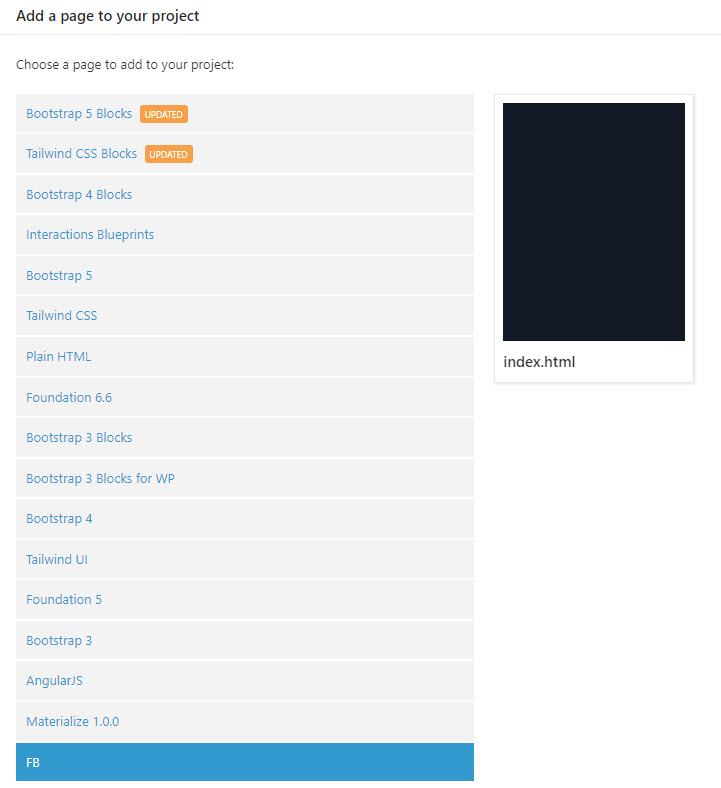 Add a page to your project
Choose a page to add to your project:
Bootstrap 5 Blocks UPDATED
Tailwind CSS Blocks UPDATED
Bootstrap 4 Blocks
Interactions Blueprints
Bootstrap 5
Tailwind CSS
Plain HTML
Foundation 6.6
Bootstrap 3 Blocks
Bootstrap 3 Blocks for WP
Bootstrap 4
Tailwind UI
Foundation 5
Bootstrap 3
AngularJS
Materialize 1.0.0
FB
index.html